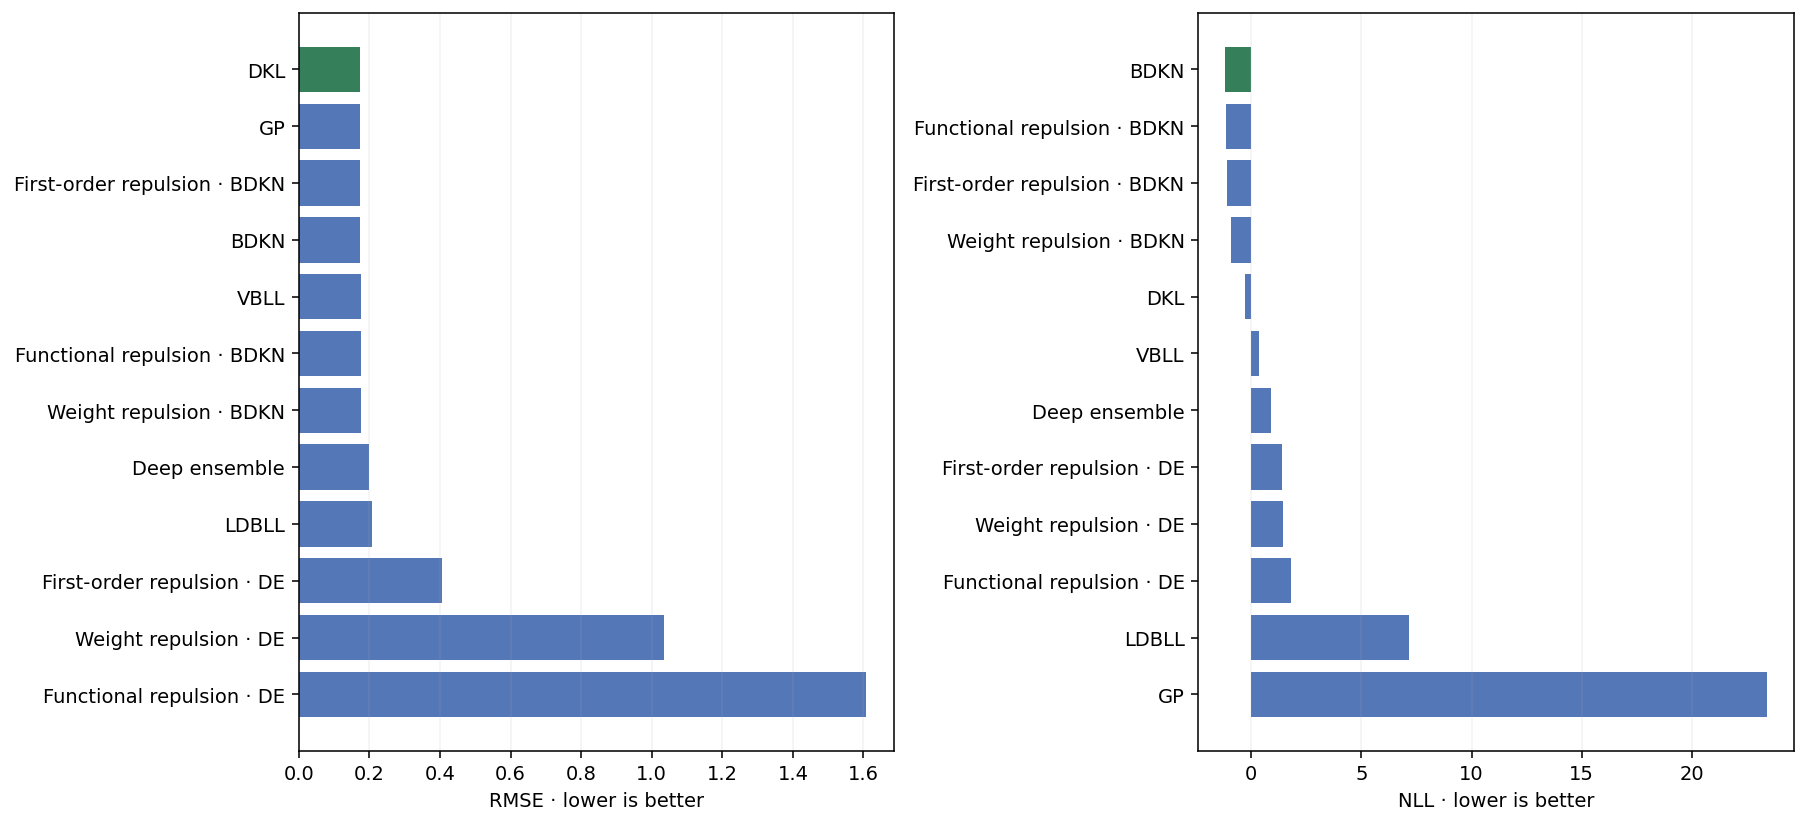 DKL
GP
First-order repulsion · BDKN
BDKN
VBLL
Functional repulsion · BDKN
Weight repulsion · BDKN
Deep ensemble
LDBLL
First-order repulsion · DE
Weight repulsion · DE
Functional repulsion · DE
0.0 0.2 0.4 0.6 0.8 1.0 1.2 1.4 1.6
RMSE · lower is better
BDKN
Functional repulsion · BDKN
First-order repulsion · BDKN
Weight repulsion · BDKN
DKL
VBLL
Deep ensemble
First-order repulsion · DE
Weight repulsion · DE
Functional repulsion · DE
LDBLL
GP
0 5 10 15 20
NLL · lower is better